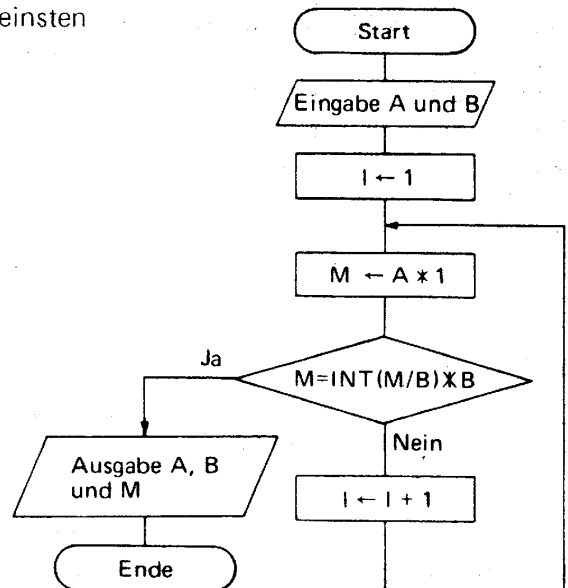 einsten
Start
Eingabe A und B
I ← 1
M ← A * 1
Ja
M=INT(M/B)*B
Nein
Ausgabe A, B
und M
I ← I + 1
Ende